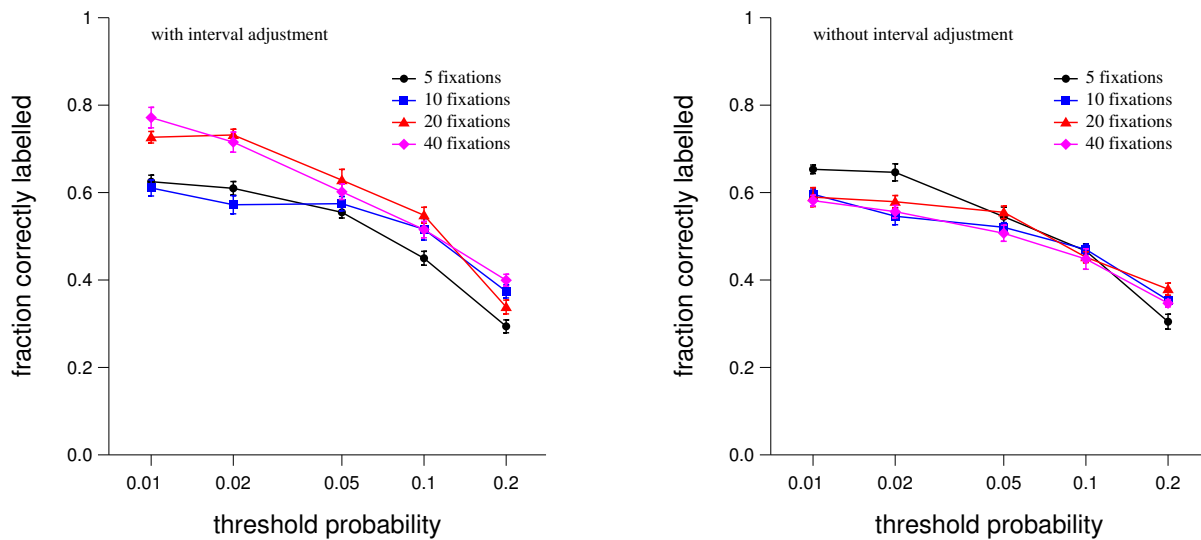 1
with interval adjustment
5 fixations
10 fixations
20 fixations
40 fixations
0.8
0.6
0.4
0.2
0.0
fraction correctly labelled
0.01 0.02 0.05 0.1 0.2
threshold probability
1
without interval adjustment
5 fixations
10 fixations
20 fixations
40 fixations
0.8
0.6
0.4
0.2
0.0
fraction correctly labelled
0.01 0.02 0.05 0.1 0.2
threshold probability